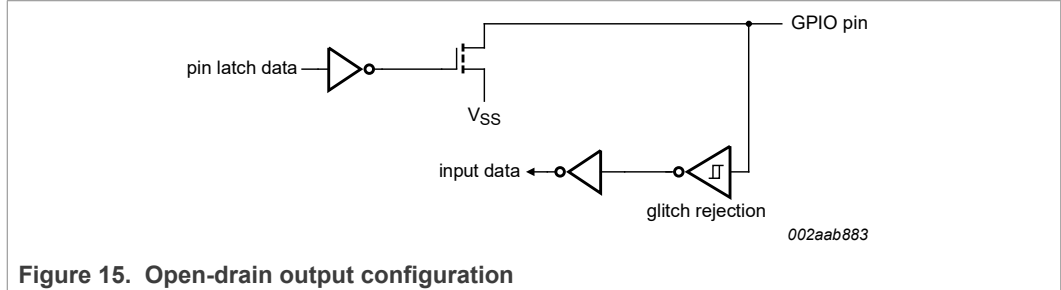 GPIO pin
pin latch data
VSS
input data
glitch rejection
002aab883
Figure 15. Open-drain output configuration